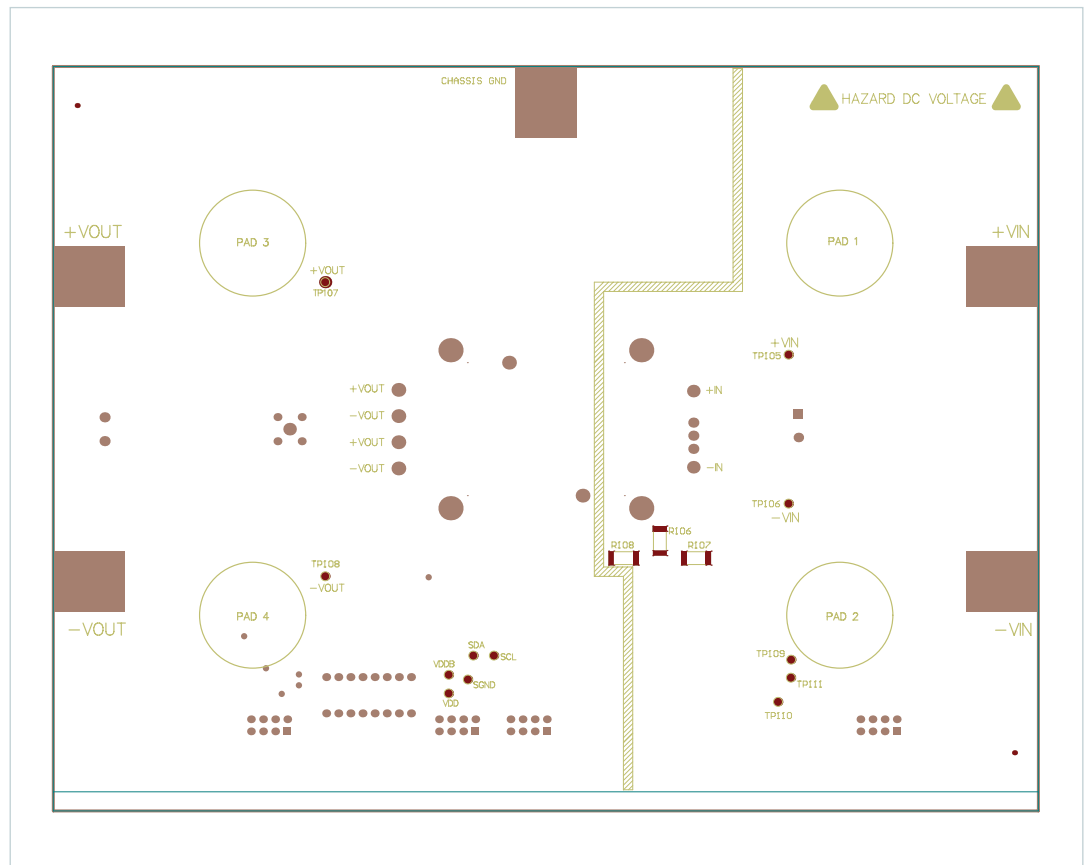 CHASSIS GND
HAZARD DC VOLTAGE
+VOUT
PAD 3
PAD 1
+VIN
+VOUT
TP107
+VIN
TP105
+VOUT
-VOUT
+VOUT
-VOUT
+IN
-IN
TP106
-VIN
R106
R108
R107
TP108
-VOUT
PAD 4
PAD 2
-VOUT
-VIN
SDA
SCL
VDDB
SGND
VDD
TP109
TP111
TP110